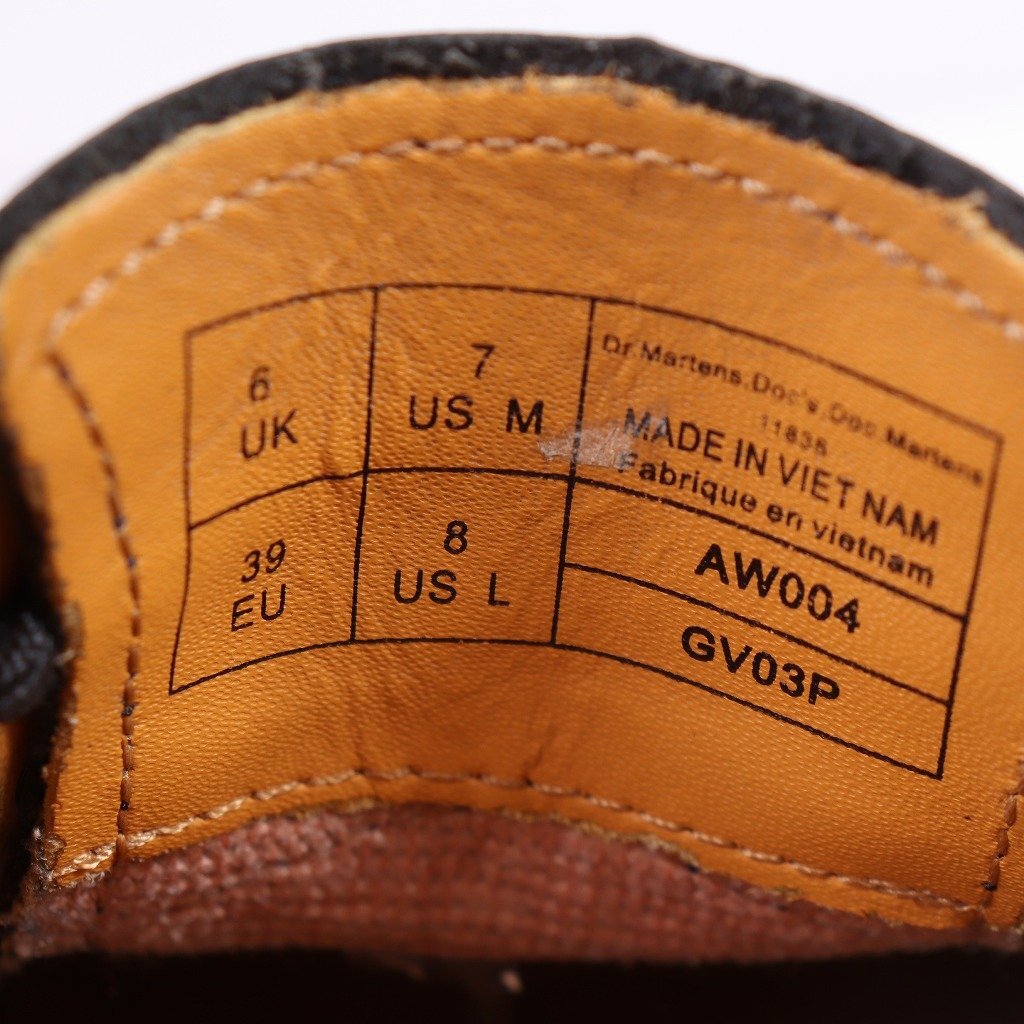 6
UK
7
US M
39
EU
8
US L
Dr.Martens.Doc's.Doc.Martens
11838
MADE IN VIET NAM
Fabrique en vietnam
AW004
GV03P